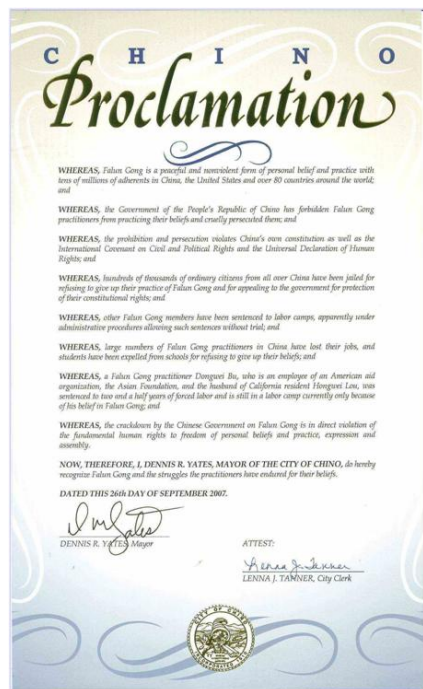 CHINO
Proclamation
WHEREAS, Falun Gong is a peaceful and nonviolent form of personal belief and practice with
tens of millions of adherents in China, the United States and over 80 countries around the world;
and
WHEREAS, the Government of the People's Republic of China has forbidden Falun Gong
practitioners from practicing their beliefs and cruelly persecuted them; and
WHEREAS, the prohibition and persecution violates China's own constitution as well as the
International Covenant on Civil and Political Rights and the Universal Declaration of Human
Rights; and
WHEREAS, hundreds of thousands of ordinary citizens from all over China have been jailed for
refusing to give up their practice of Falun Gong and for appealing to the government for protection
of their constitutional rights; and
WHEREAS, other Falun Gong members have been sentenced to labor camps, apparently under
administrative procedures allowing such sentences without trial; and
WHEREAS, large numbers of Falun Gong practitioners in China have lost their jobs, and
students have been expelled from schools for refusing to give up their beliefs; and
WHEREAS, a Falun Gong practitioner Dongwei Bu, who is an employee of an American aid
organization, the Asian Foundation, and the husband of California resident Hongwei Lou, was
sentenced to two and a half years of forced labor and is still in a labor camp currently only because
of his belief in Falun Gong; and
WHEREAS, the crackdown by the Chinese Government on Falun Gong is in direct violation of
the fundamental human rights to freedom of personal beliefs and practice, expression and
assembly.
NOW, THEREFORE, I, DENNIS R. YATES, MAYOR OF THE CITY OF CHINO, do hereby
recognize Falun Gong and the struggles the practitioners have endured for their beliefs.
DATED THIS 26th DAY OF SEPTEMBER 2007.
DENNIS R. YATES, Mayor
ATTEST:
Lenna J. Tanner
LENNA J. TANNER, City Clerk
CITY OF CHINO